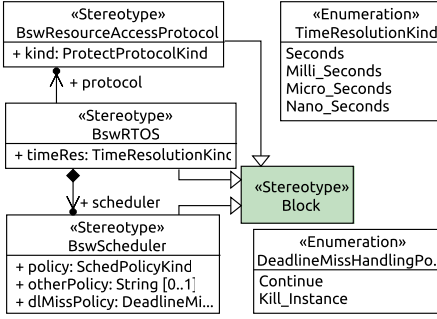 «Stereotype»
BswResourceAccessProtocol
+ kind: ProtectProtocolKind
«Enumeration»
TimeResolutionKind
Seconds
Milli_Seconds
Micro_Seconds
Nano_Seconds
+ protocol
«Stereotype»
BswRTOS
+ timeRes: TimeResolutionKind
+ scheduler
«Stereotype»
Block
«Stereotype»
BswScheduler
+ policy: SchedPolicyKind
+ otherPolicy: String [0..1]
+ dlMissPolicy: DeadlineMi...
«Enumeration»
DeadlineMissHandlingPo..
Continue
Kill_Instance